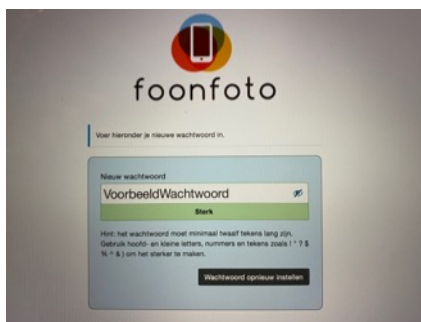 foonfoto
Voer hieronder je nieuwe wachtwoord in.
Nieuw wachtwoord
VoorbeeldWachtwoord
Sterk
Hint: het wachtwoord moet minimaal twaalf tekens lang zijn.
Gebruik hoofd- en kleine letters, nummers en tekens zoals ! " ? $
% ^ & ) om het sterker te maken.
Wachtwoord opnieuw instellen